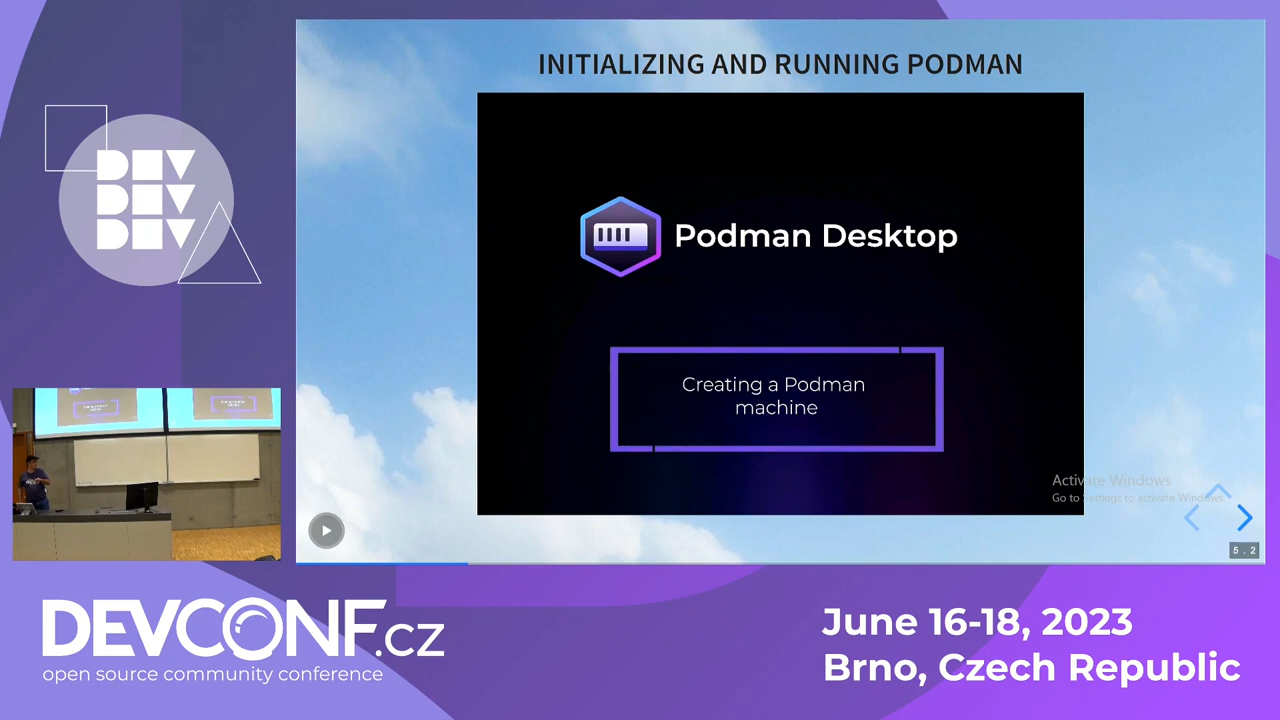 INITIALIZING AND RUNNING PODMAN
DEV
DEV
DEV
Podman Desktop
Creating a Podman
machine
Activate Windows
Go to Settings to activate Windows.
5.2
DEVCONF.cz
open source community conference
June 16-18, 2023
Brno, Czech Republic